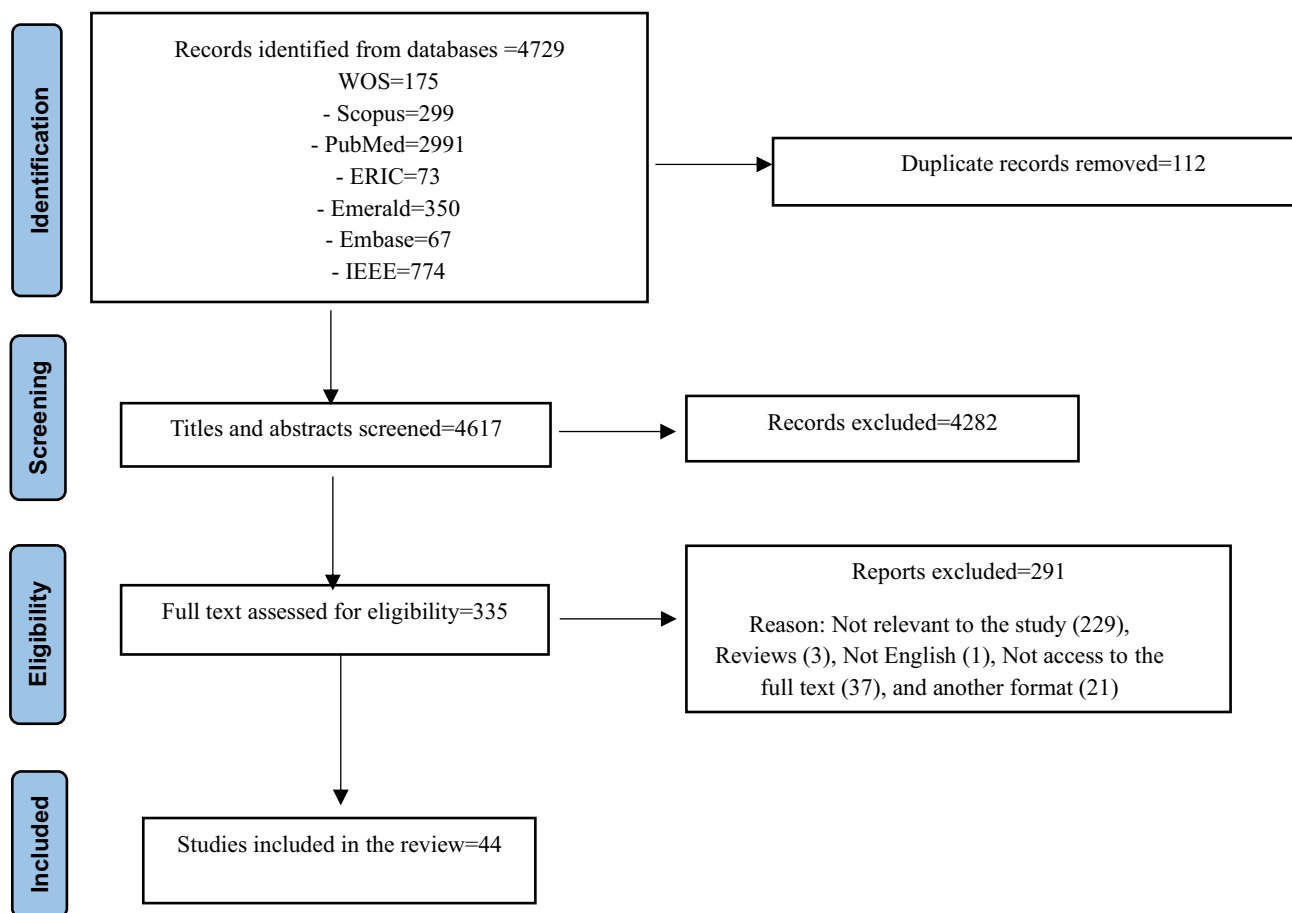 Identification
Records identified from databases =4729
WOS=175
- Scopus=299
- PubMed=2991
- ERIC=73
- Emerald=350
- Embase=67
- IEEE=774
Duplicate records removed=112
Screening
Titles and abstracts screened=4617
Records excluded=4282
Eligibility
Full text assessed for eligibility=335
Reports excluded=291
Reason: Not relevant to the study (229),
Reviews (3), Not English (1), Not access to the
full text (37), and another format (21)
Included
Studies included in the review=44